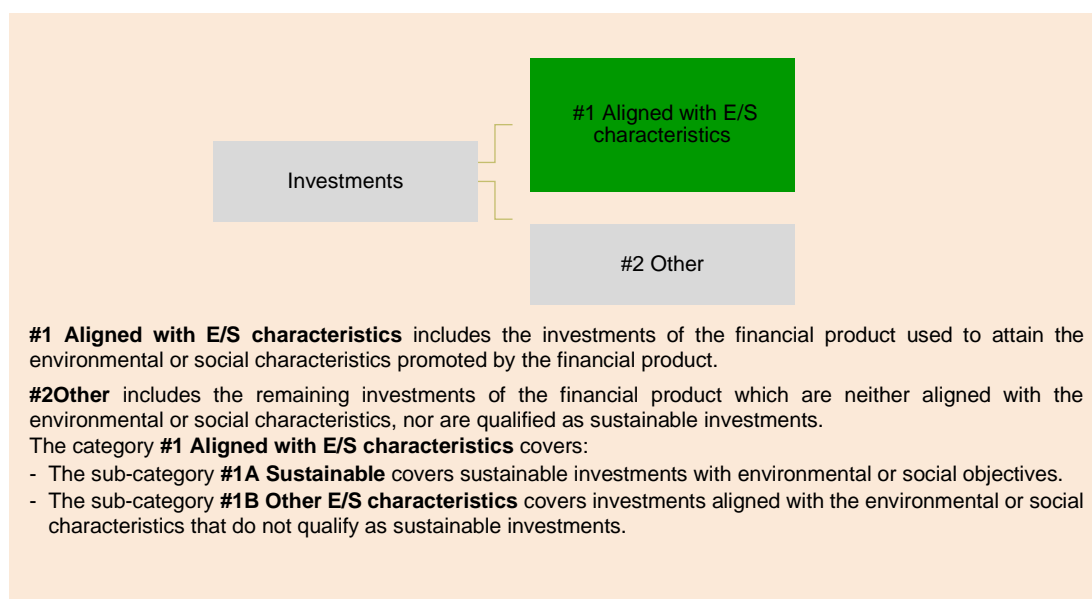 #1 Aligned with E/S
characteristics
Investments
#2 Other
#1 Aligned with E/S characteristics includes the investments of the financial product used to attain the
environmental or social characteristics promoted by the financial product.
#2Other includes the remaining investments of the financial product which are neither aligned with the
environmental or social characteristics, nor are qualified as sustainable investments.
The category #1 Aligned with E/S characteristics covers:
- The sub-category #1A Sustainable covers sustainable investments with environmental or social objectives.
- The sub-category #1B Other E/S characteristics covers investments aligned with the environmental or social
characteristics that do not qualify as sustainable investments.